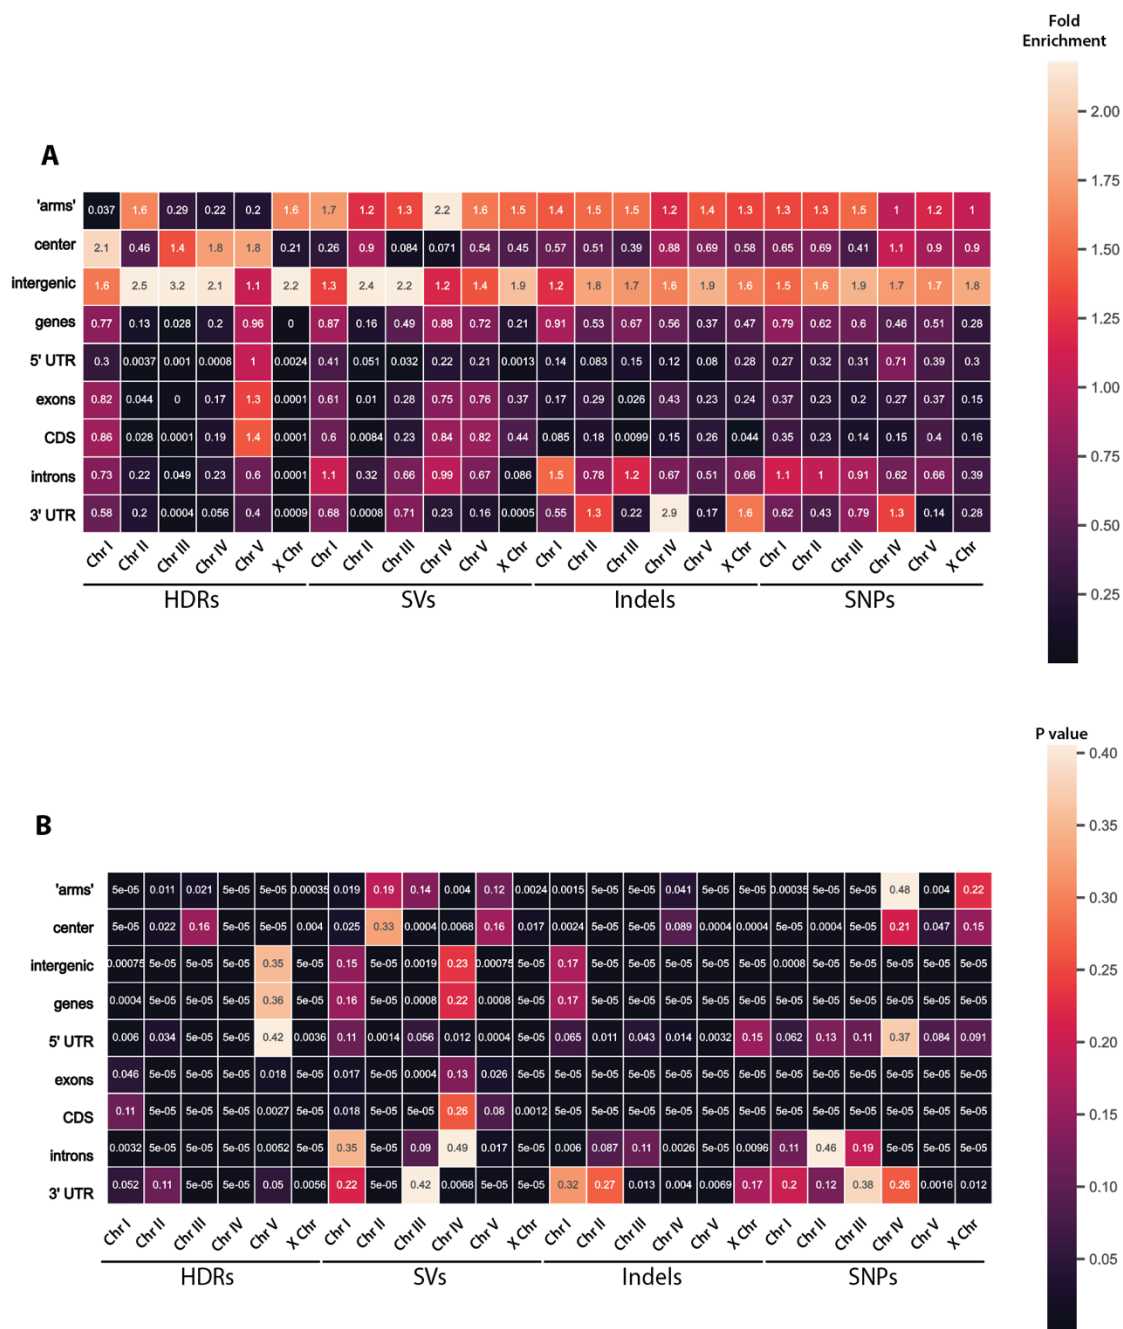 Fold
Enrichment
2.00
1.75
1.50
1.25
1.00
0.75
0.50
0.25
A
'arms' 0.037 1.6 0.29 0.22 0.2 1.6 1.7 1.2 1.3 2.2 1.6 1.5 1.4 1.5 1.5 1.2 1.4 1.3 1.3 1.3 1.5 1 1.2 1
center 2.1 0.46 1.4 1.8 1.8 0.21 0.26 0.9 0.084 0.071 0.54 0.45 0.57 0.51 0.39 0.88 0.69 0.58 0.65 0.69 0.41 1.1 0.9 0.9
intergenic 1.6 2.5 3.2 2.1 1.1 2.2 1.3 2.4 2.2 1.2 1.4 1.9 1.2 1.8 1.7 1.6 1.9 1.6 1.5 1.6 1.9 1.7 1.7 1.8
genes 0.77 0.13 0.028 0.2 0.96 0 0.87 0.16 0.49 0.88 0.72 0.21 0.91 0.53 0.67 0.56 0.37 0.47 0.79 0.62 0.6 0.46 0.51 0.28
5' UTR 0.3 0.0037 0.001 0.0008 1 0.0024 0.41 0.051 0.032 0.22 0.21 0.0013 0.14 0.083 0.15 0.12 0.08 0.28 0.27 0.32 0.31 0.71 0.39 0.3
exons 0.82 0.044 0 0.17 1.3 0.0001 0.61 0.01 0.28 0.75 0.76 0.37 0.17 0.29 0.026 0.43 0.23 0.24 0.37 0.23 0.2 0.27 0.37 0.15
CDS 0.86 0.028 0.0001 0.19 1.4 0.0001 0.6 0.0084 0.23 0.84 0.82 0.44 0.085 0.18 0.0099 0.15 0.26 0.044 0.35 0.23 0.14 0.15 0.4 0.16
introns 0.73 0.22 0.049 0.23 0.6 0.0001 1.1 0.32 0.66 0.99 0.67 0.086 1.5 0.78 1.2 0.67 0.51 0.66 1.1 1 0.91 0.62 0.66 0.39
3' UTR 0.58 0.2 0.0004 0.056 0.4 0.0009 0.68 0.0008 0.71 0.23 0.16 0.0005 0.55 1.3 0.22 2.9 0.17 1.6 0.62 0.43 0.79 1.3 0.14 0.28
Chr I Chr II Chr III Chr IV Chr V X Chr Chr I Chr II Chr III Chr IV Chr V X Chr Chr I Chr II Chr III Chr IV Chr V X Chr Chr I Chr II Chr III Chr IV Chr V X Chr
HDRs SVs Indels SNPs
P value
0.40
0.35
0.30
0.25
0.20
0.15
0.10
0.05
B
'arms' 5e-05 0.011 0.021 5e-05 5e-05 0.00035 0.019 0.19 0.14 0.004 0.12 0.0024 0.0015 5e-05 5e-05 0.041 5e-05 5e-05 0.00035 5e-05 5e-05 0.48 0.004 0.22
center 5e-05 0.022 0.16 5e-05 5e-05 0.004 0.025 0.33 0.0004 0.0068 0.16 0.017 0.0024 5e-05 5e-05 0.089 0.0004 0.0004 5e-05 0.0004 5e-05 0.21 0.047 0.15
intergenic 0.00075 5e-05 5e-05 5e-05 0.35 5e-05 0.15 5e-05 0.0019 0.23 0.00075 5e-05 0.17 5e-05 5e-05 5e-05 5e-05 5e-05 0.0008 5e-05 5e-05 5e-05 5e-05 5e-05
genes 0.0004 5e-05 5e-05 5e-05 0.36 5e-05 0.16 5e-05 0.0008 0.22 0.0008 5e-05 0.17 5e-05 5e-05 5e-05 5e-05 5e-05 5e-05 5e-05 5e-05 5e-05 5e-05 5e-05
5' UTR 0.006 0.034 5e-05 5e-05 0.42 0.0036 0.11 0.0014 0.056 0.012 0.0004 5e-05 0.065 0.011 0.043 0.014 0.0032 0.15 0.062 0.13 0.11 0.37 0.084 0.091
exons 0.046 5e-05 5e-05 5e-05 0.018 5e-05 0.017 5e-05 0.0004 0.13 0.026 5e-05 5e-05 5e-05 5e-05 5e-05 5e-05 5e-05 5e-05 5e-05 5e-05 5e-05 5e-05 5e-05
CDS 0.11 5e-05 5e-05 5e-05 0.0027 5e-05 0.018 5e-05 5e-05 0.26 0.08 0.0012 5e-05 5e-05 5e-05 5e-05 5e-05 5e-05 5e-05 5e-05 5e-05 5e-05 5e-05 5e-05
introns 0.0032 5e-05 5e-05 5e-05 0.0052 5e-05 0.35 5e-05 0.09 0.49 0.017 5e-05 0.006 0.087 0.11 0.0026 5e-05 0.0096 0.11 0.46 0.19 5e-05 5e-05 5e-05
3' UTR 0.052 0.11 5e-05 5e-05 0.05 0.0056 0.22 5e-05 0.42 0.0068 5e-05 5e-05 0.32 0.27 0.013 0.004 0.0069 0.17 0.2 0.12 0.38 0.26 0.0016 0.012
Chr I Chr II Chr III Chr IV Chr V X Chr Chr I Chr II Chr III Chr IV Chr V X Chr Chr I Chr II Chr III Chr IV Chr V X Chr Chr I Chr II Chr III Chr IV Chr V X Chr
HDRs SVs Indels SNPs